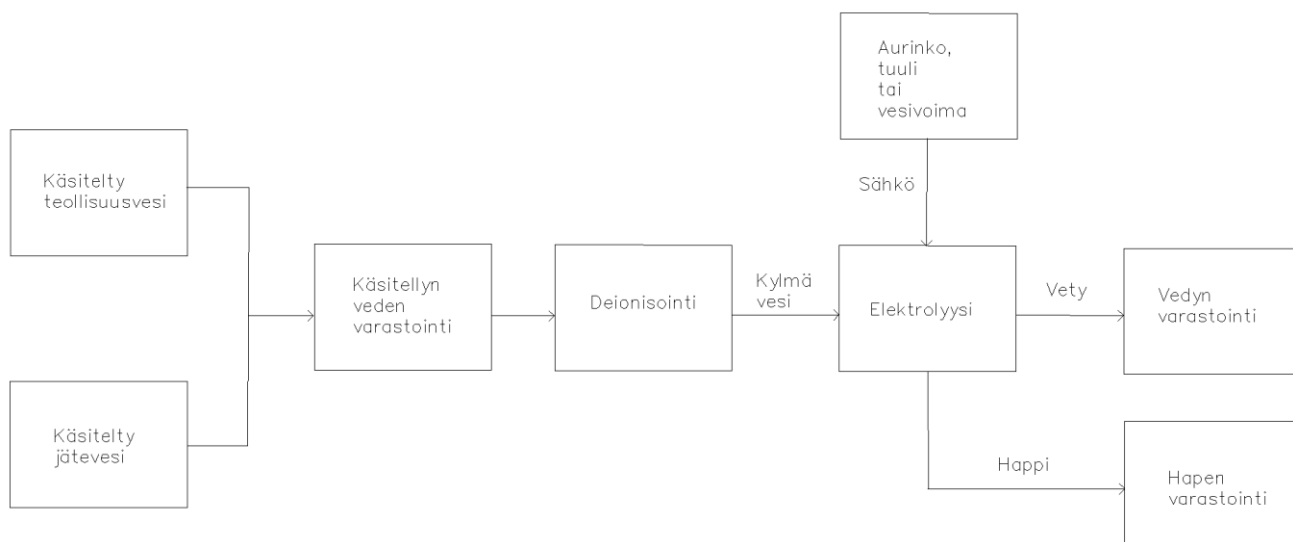 Aurinko,
tuuli
tai
vesivoima
Käsitelty
teollisuusvesi
Sähkö
Käsitellyn
veden
varastointi
Deionisointi
Kylmä
vesi
Elektrolyysi
Vety
Vedyn
varastointi
Käsitelty
jätevesi
Happi
Hapen
varastointi